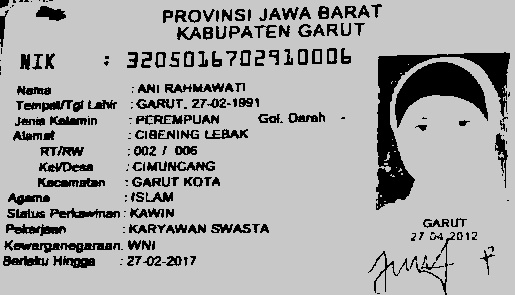 PROVINSI JAWA BARAT
KABUPATEN GARUT
NIK : 3205016702910006
Nama : ANI RAHMAWATI
Tempat/Tgl Lahir : GARUT, 27-02-1991
Jenis Kelamin : PEREMPUAN Gol. Darah -
Alamat : CIBENING LEBAK
RT/RW : 002 / 006
Kel/Desa : CIMUNCANG
Kecamatan : GARUT KOTA
Agama : ISLAM
Status Perkawinan : KAWIN
Pekerjaan : KARYAWAN SWASTA
Kewarganegaraan: WNI
Berlaku Hingga : 27-02-2017
GARUT
27-04-2012